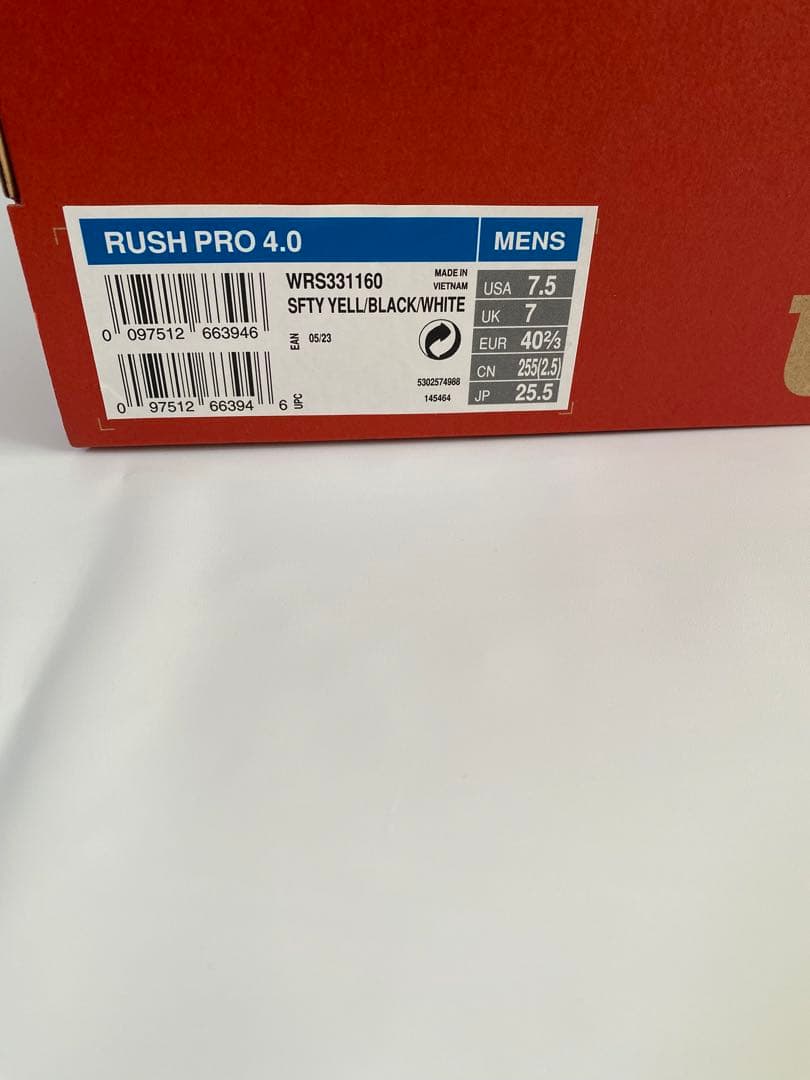 RUSH PRO 4.0 MENS
WRS331160
MADE IN
VIETNAM
SFTY YELL/BLACK/WHITE
0 097512 663946
EAN
05/23
0 97512 66394 6
UPC
5302574988
145464
USA 7.5
UK 7
EUR 40⅔
CN 255(2.5)
JP 25.5